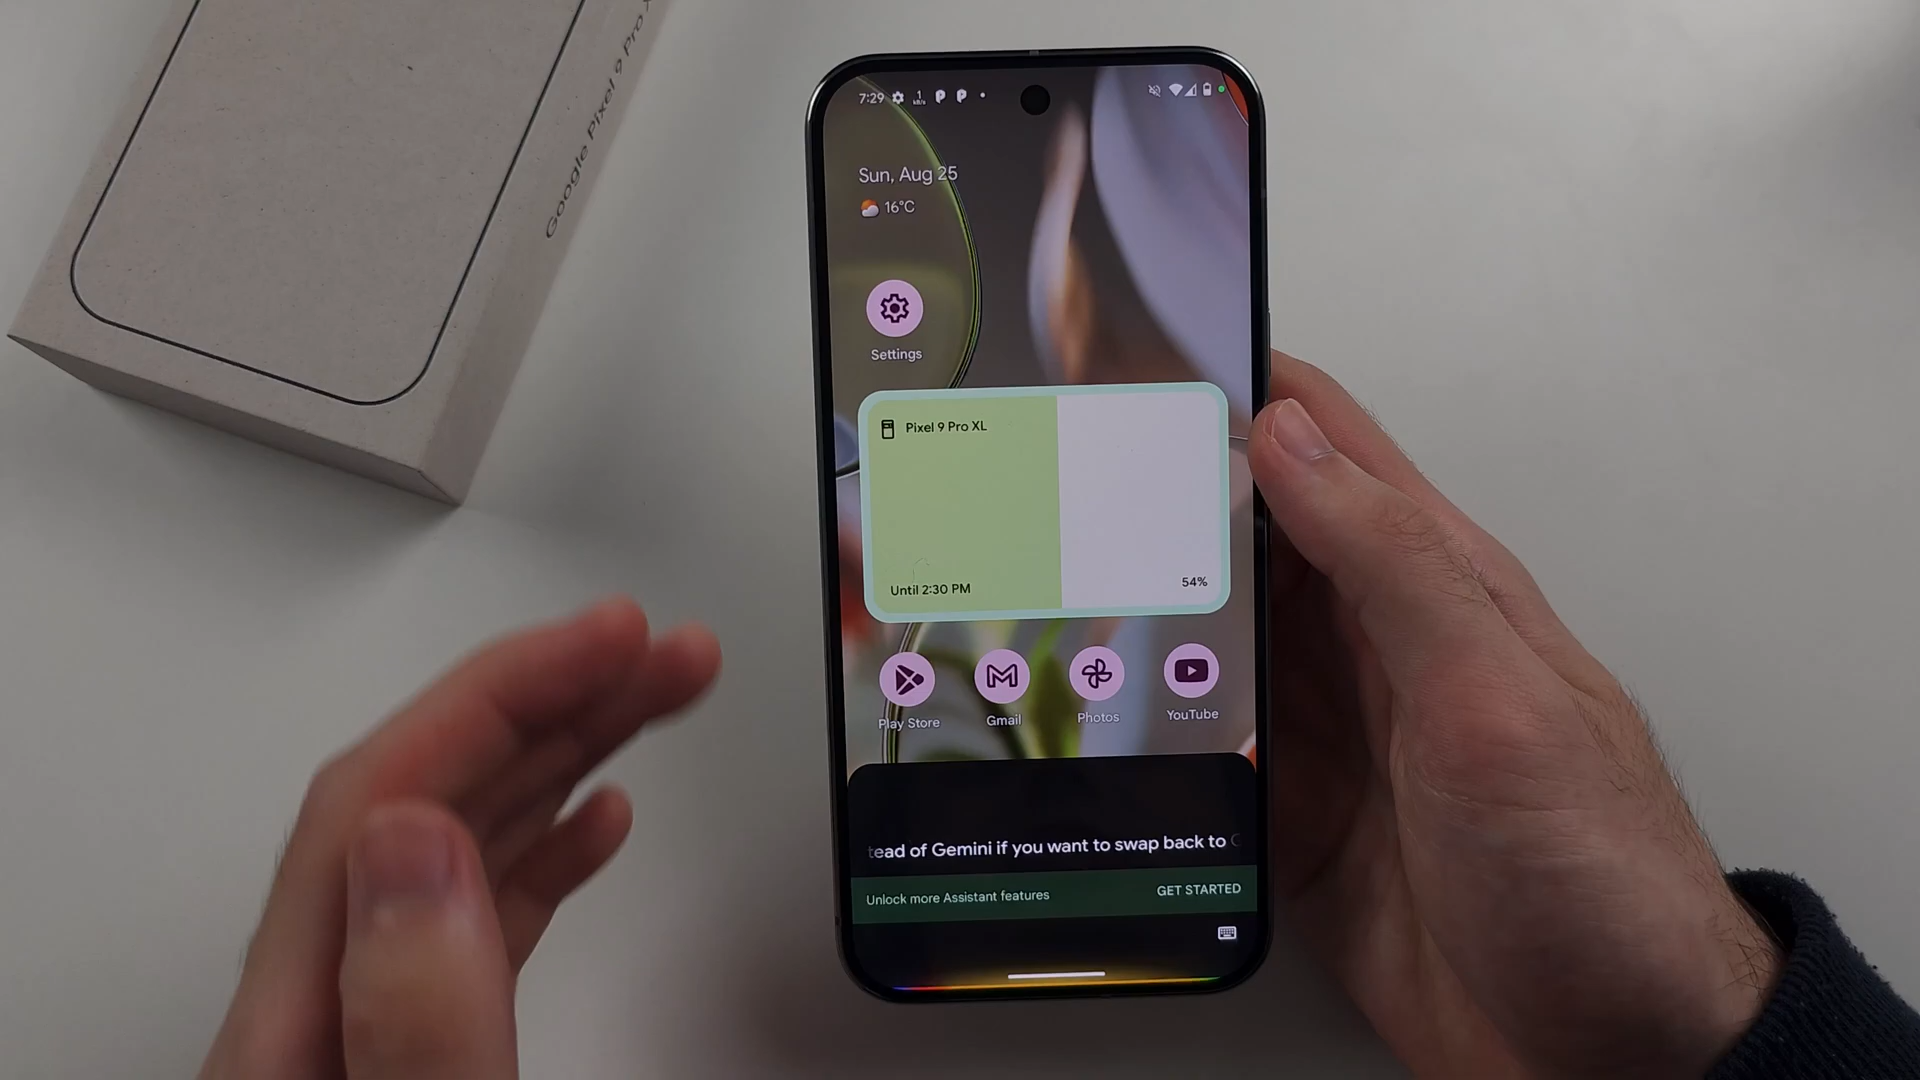 Google Pixel 9 Pro
7:29
1
kB/s
Sun, Aug 25
16°C
Settings
Pixel 9 Pro XL
Until 2:30 PM
54%
Play Store
Gmail
Photos
YouTube
tead of Gemini if you want to swap back to
Unlock more Assistant features
GET STARTED